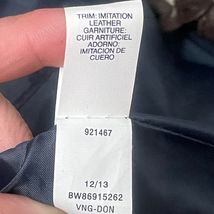 TRIM: IMITATION
LEATHER
GARNITURE:
CUIR ARTIFICIEL
ADORNO:
IMITACION DE
CUERO
921467
12/13
BW86915262
VNG-DON